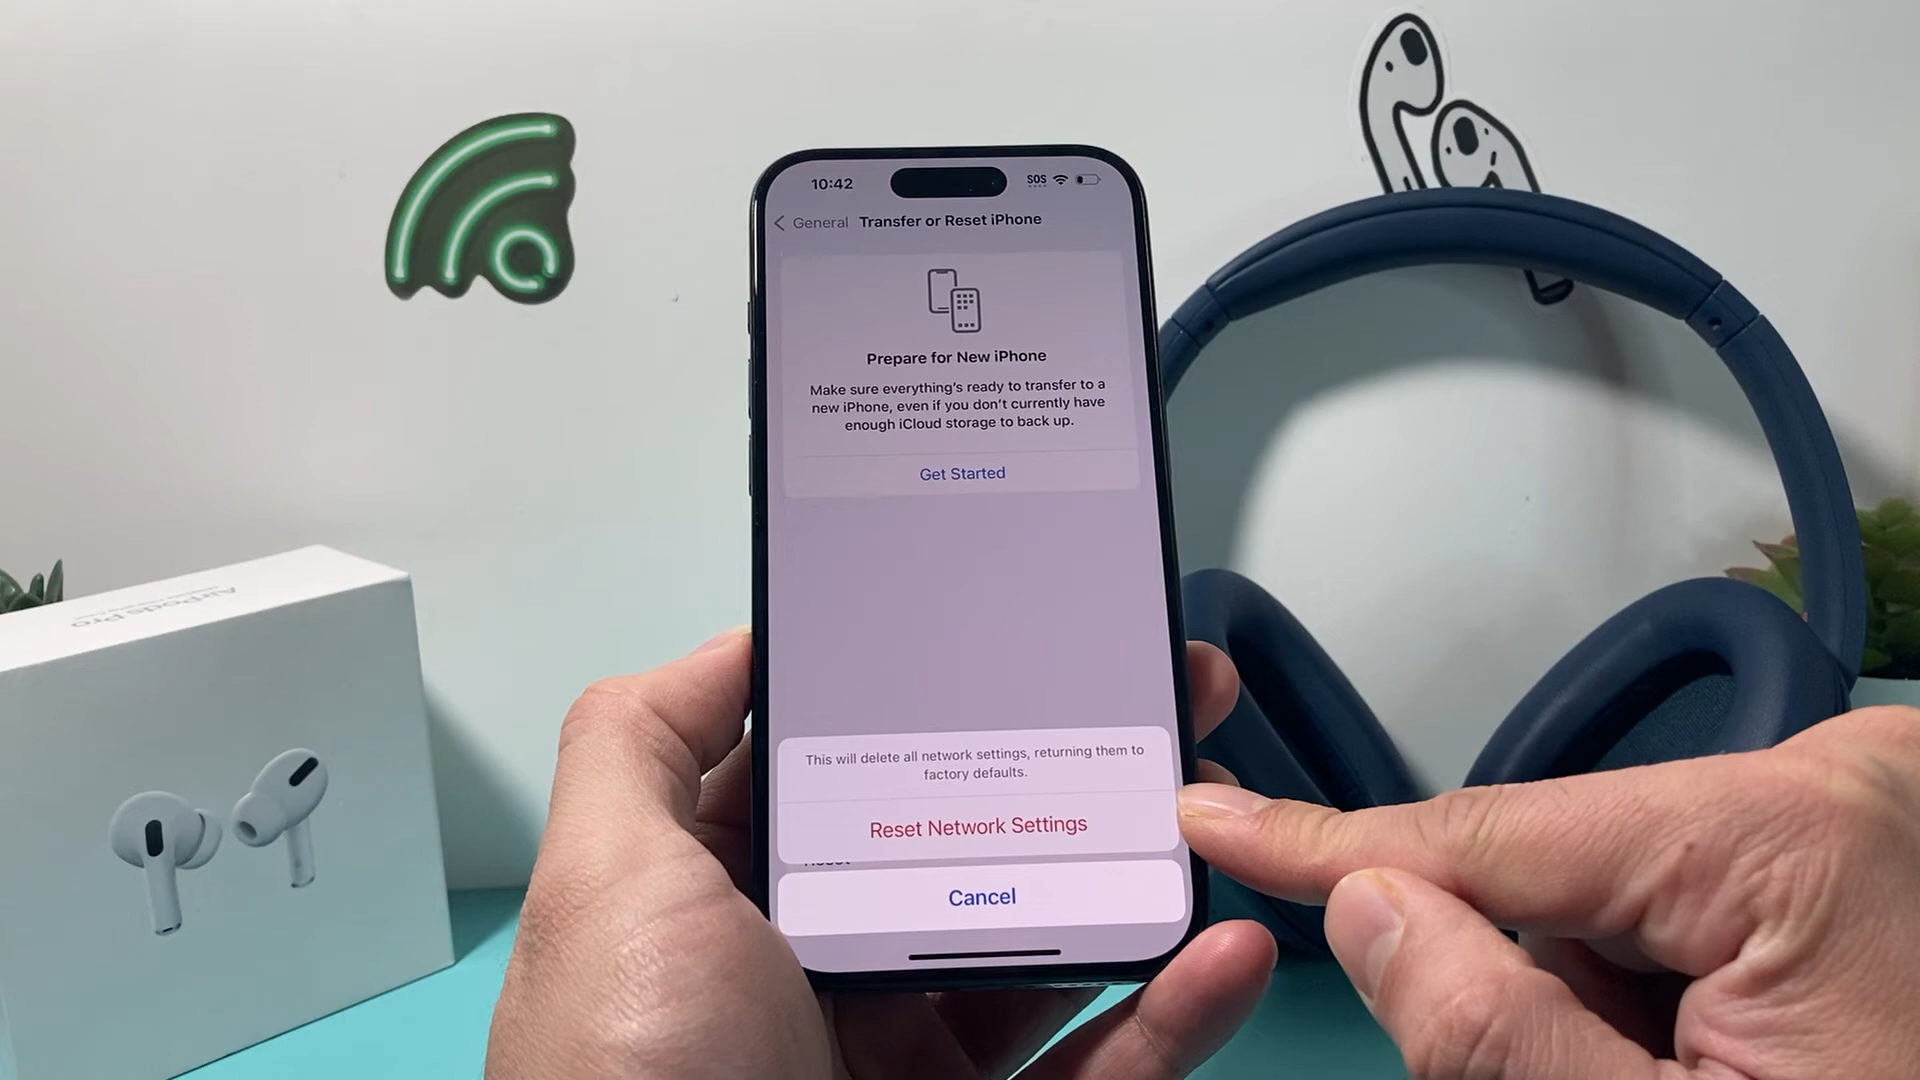 10:42
SOS
General Transfer or Reset iPhone
Prepare for New iPhone
Make sure everything's ready to transfer to a
new iPhone, even if you don't currently have
enough iCloud storage to back up.
Get Started
This will delete all network settings, returning them to
factory defaults.
Reset Network Settings
Reset
Cancel
AirPods Pro